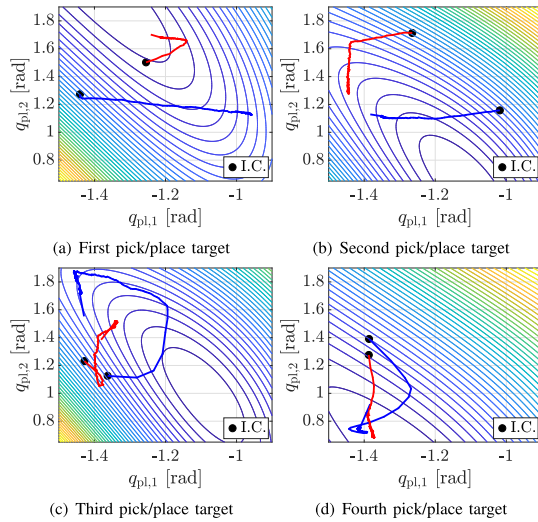 1.8
1.6
1.4
1.2
1
0.8
q_pl,2 [rad]
-1.4 -1.2 -1
q_pl,1 [rad]
I.C.
(a) First pick/place target
1.8
1.6
1.4
1.2
1
0.8
q_pl,2 [rad]
-1.4 -1.2 -1
q_pl,1 [rad]
I.C.
(b) Second pick/place target
1.8
1.6
1.4
1.2
1
0.8
q_pl,2 [rad]
-1.4 -1.2 -1
q_pl,1 [rad]
I.C.
(c) Third pick/place target
1.8
1.6
1.4
1.2
1
0.8
q_pl,2 [rad]
-1.4 -1.2 -1
q_pl,1 [rad]
I.C.
(d) Fourth pick/place target